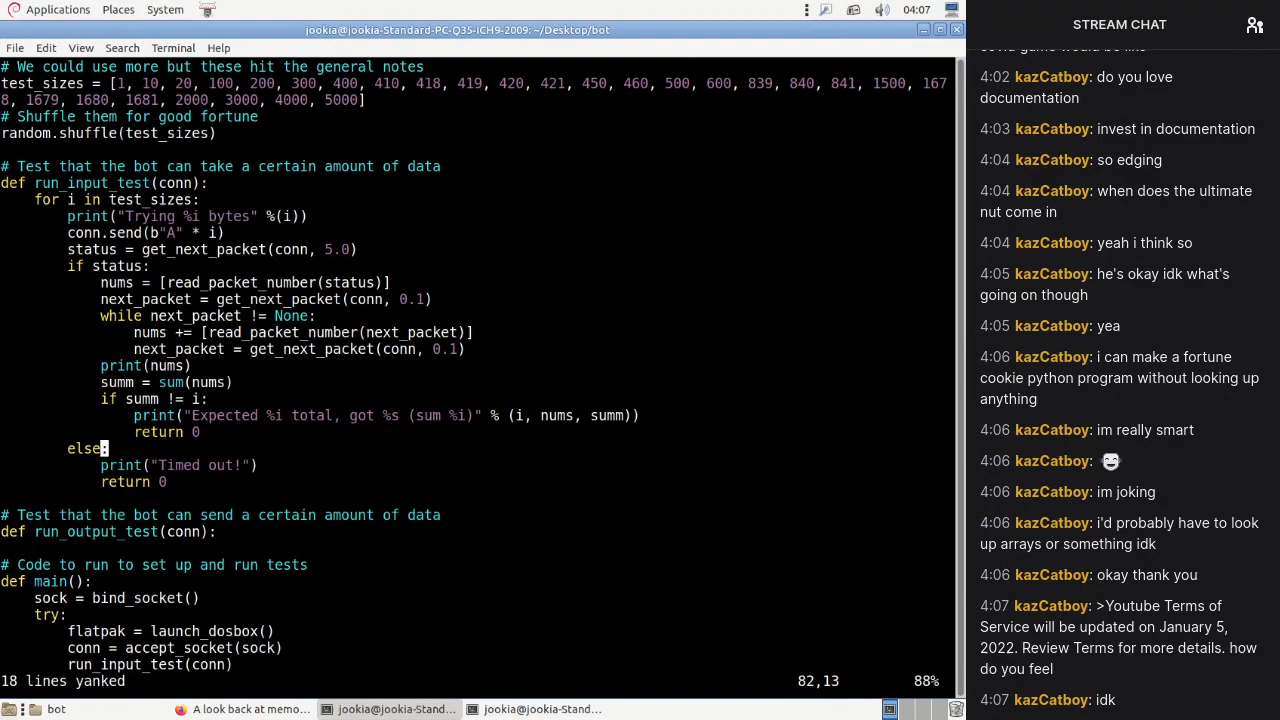 Applications Places System 04:07
jookia@jookia-Standard-PC-Q35-ICH9-2009: ~/Desktop/bot
File Edit View Search Terminal Help
# We could use more but these hit the general notes
test_sizes = [1, 10, 20, 100, 200, 300, 400, 410, 418, 419, 420, 421, 450, 460, 500, 600, 839, 840, 841, 1500, 167
8, 1679, 1680, 1681, 2000, 3000, 4000, 5000]
# Shuffle them for good fortune
random.shuffle(test_sizes)
# Test that the bot can take a certain amount of data
def run_input_test(conn):
    for i in test_sizes:
        print("Trying %i bytes" %(i))
        conn.send(b"A" * i)
        status = get_next_packet(conn, 5.0)
        if status:
            nums = [read_packet_number(status)]
            next_packet = get_next_packet(conn, 0.1)
            while next_packet != None:
                nums += [read_packet_number(next_packet)]
                next_packet = get_next_packet(conn, 0.1)
            print(nums)
            summ = sum(nums)
            if summ != i:
                print("Expected %i total, got %s (sum %i)" % (i, nums, summ))
                return 0
        else:
            print("Timed out!")
            return 0
# Test that the bot can send a certain amount of data
def run_output_test(conn):
# Code to run to set up and run tests
def main():
    sock = bind_socket()
    try:
        flatpak = launch_dosbox()
        conn = accept_socket(sock)
        run_input_test(conn)
18 lines yanked 82,13 88%
bot A look back at memo... jookia@jookia-Stand... jookia@jookia-Stand...
STREAM CHAT
4:02 kazCatboy: do you love
documentation
4:03 kazCatboy: invest in documentation
4:04 kazCatboy: so edging
4:04 kazCatboy: when does the ultimate
nut come in
4:04 kazCatboy: yeah i think so
4:05 kazCatboy: he's okay idk what's
going on though
4:05 kazCatboy: yea
4:06 kazCatboy: i can make a fortune
cookie python program without looking up
anything
4:06 kazCatboy: im really smart
4:06 kazCatboy:
4:06 kazCatboy: im joking
4:06 kazCatboy: i'd probably have to look
up arrays or something idk
4:06 kazCatboy: okay thank you
4:07 kazCatboy: >Youtube Terms of
Service will be updated on January 5,
2022. Review Terms for more details. how
do you feel
4:07 kazCatboy: idk